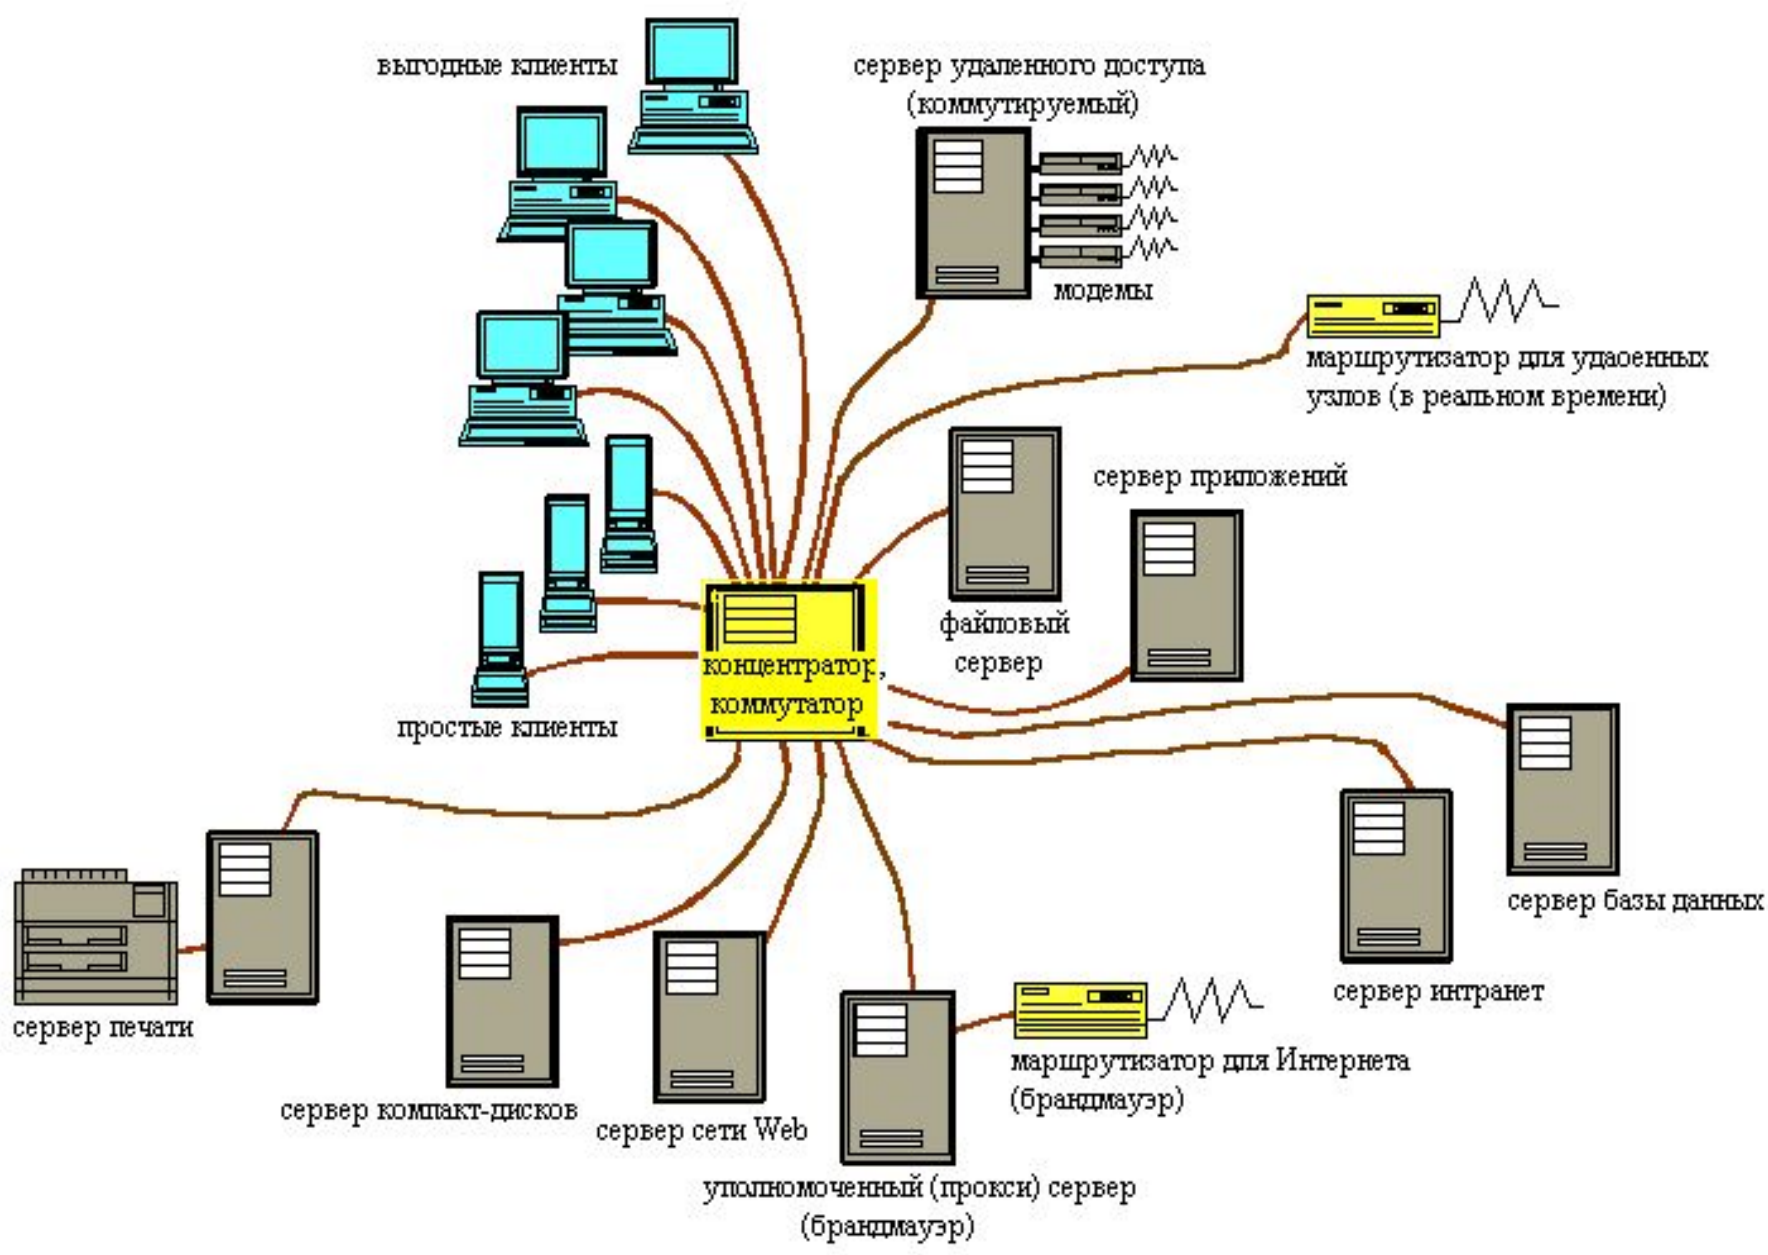 выгодные клиенты
сервер удаленного доступа
(коммутируемый)
модемы
маршрутизатор для удаоенных
узлов (в реальном времени)
сервер приложений
файловый
сервер
концентратор,
коммутатор
простые клиенты
сервер базы данных
сервер интранет
сервер печати
маршрутизатор для Интернета
(брандмауэр)
сервер компакт-дисков
сервер сети Web
уполномоченный (прокси) сервер
(брандмауэр)